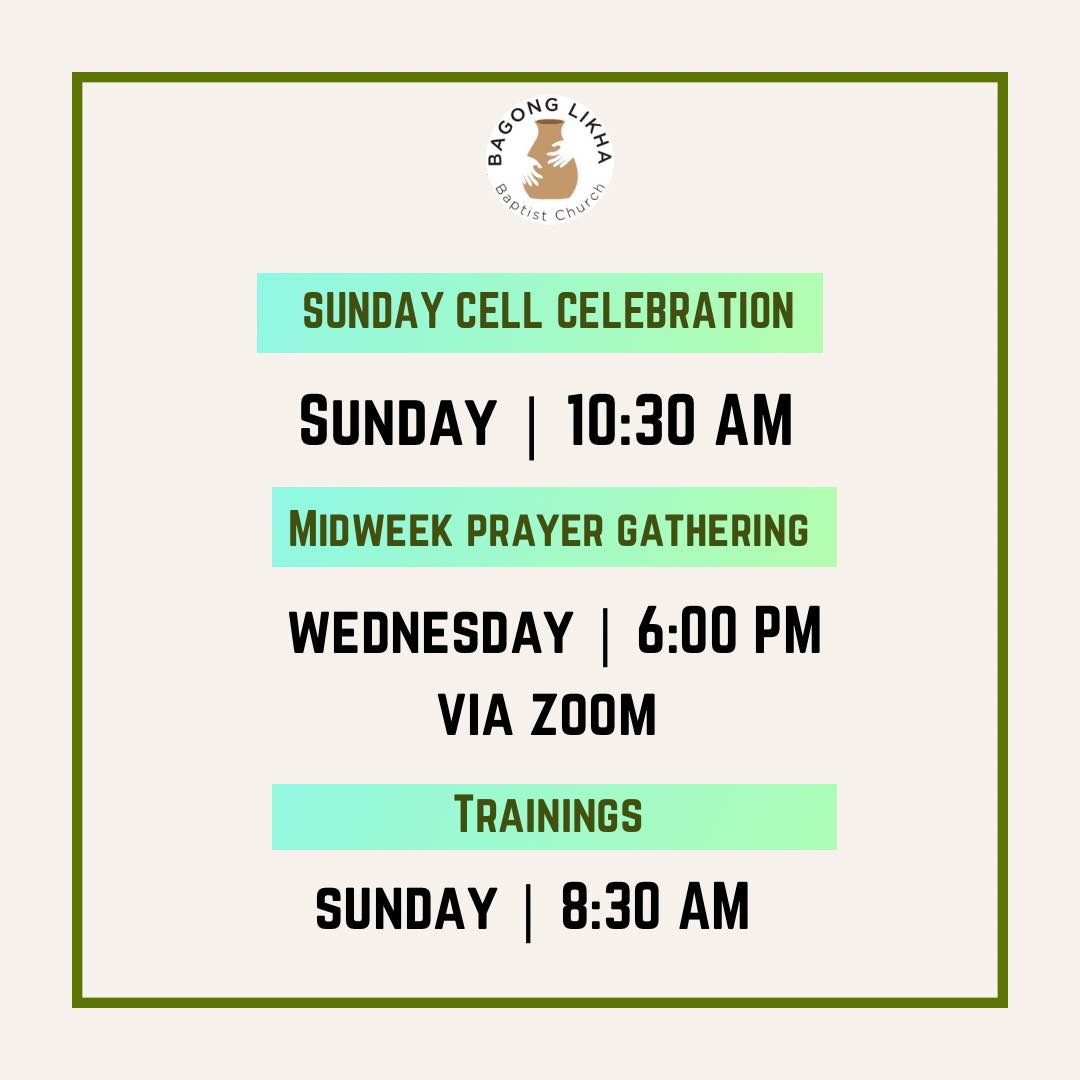 BAGONG LIKHA
Baptist Church
SUNDAY CELL CELEBRATION
SUNDAY | 10:30 AM
MIDWEEK PRAYER GATHERING
WEDNESDAY | 6:00 PM
VIA ZOOM
TRAININGS
SUNDAY | 8:30 AM